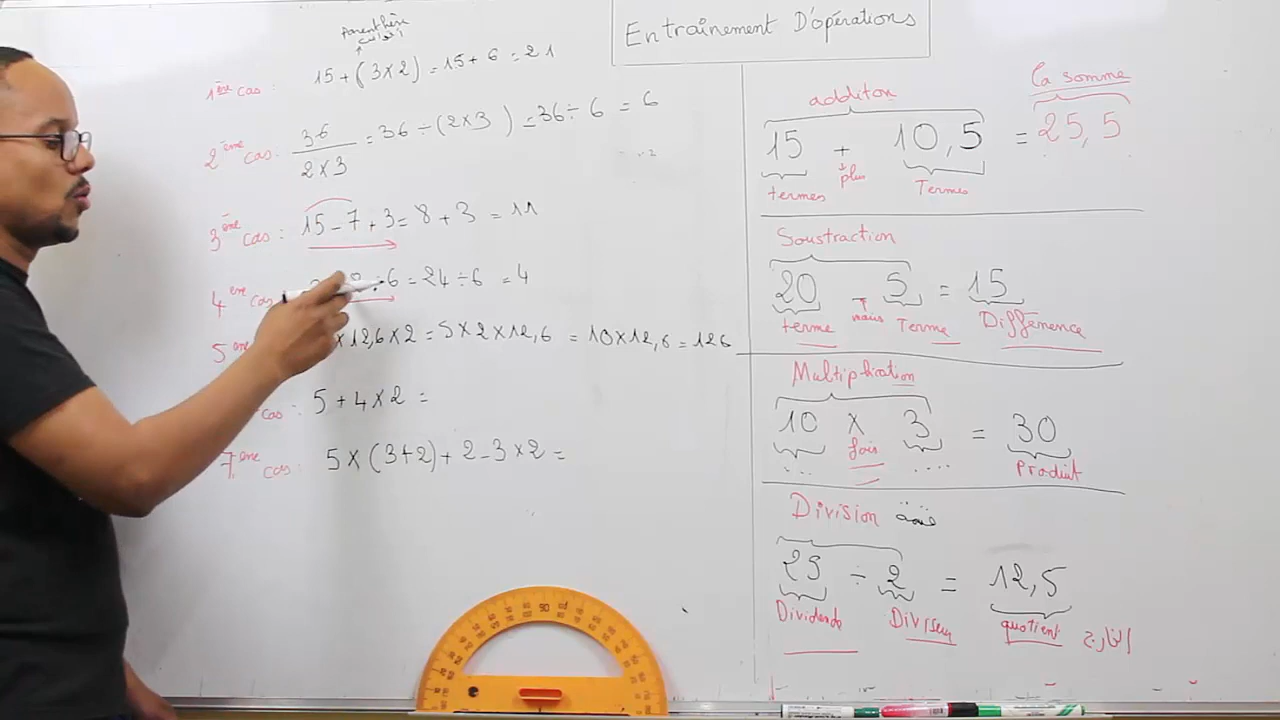 Entraînement D'opérations
Parenthèse
1ère cas: 15 + (3×2) = 15 + 6 = 21
2ème cas: 36 / 2×3 = 36 ÷ (2×3) = 36 ÷ 6 = 6
3ème cas: 15 - 7 + 3 = 8 + 3 = 11
4ème cas ÷ 6 = 24 ÷ 6 = 4
5ème × 12,6 × 2 = 5 × 2 × 12,6 = 10 × 12,6 = 126
cas: 5 + 4 × 2 =
7ème cas: 5 × (3+2) + 2 - 3 × 2 =
additon
La somme
15 + 10,5 = 25,5
termes plus Termes
Soustraction
20 - 5 = 15
terme moins Terme Différence
Multiplication
10 × 3 = 30
... fois .... Produit
Division
÷ 2 = 12,5
Dividende Diviseur quotient الخارج
90